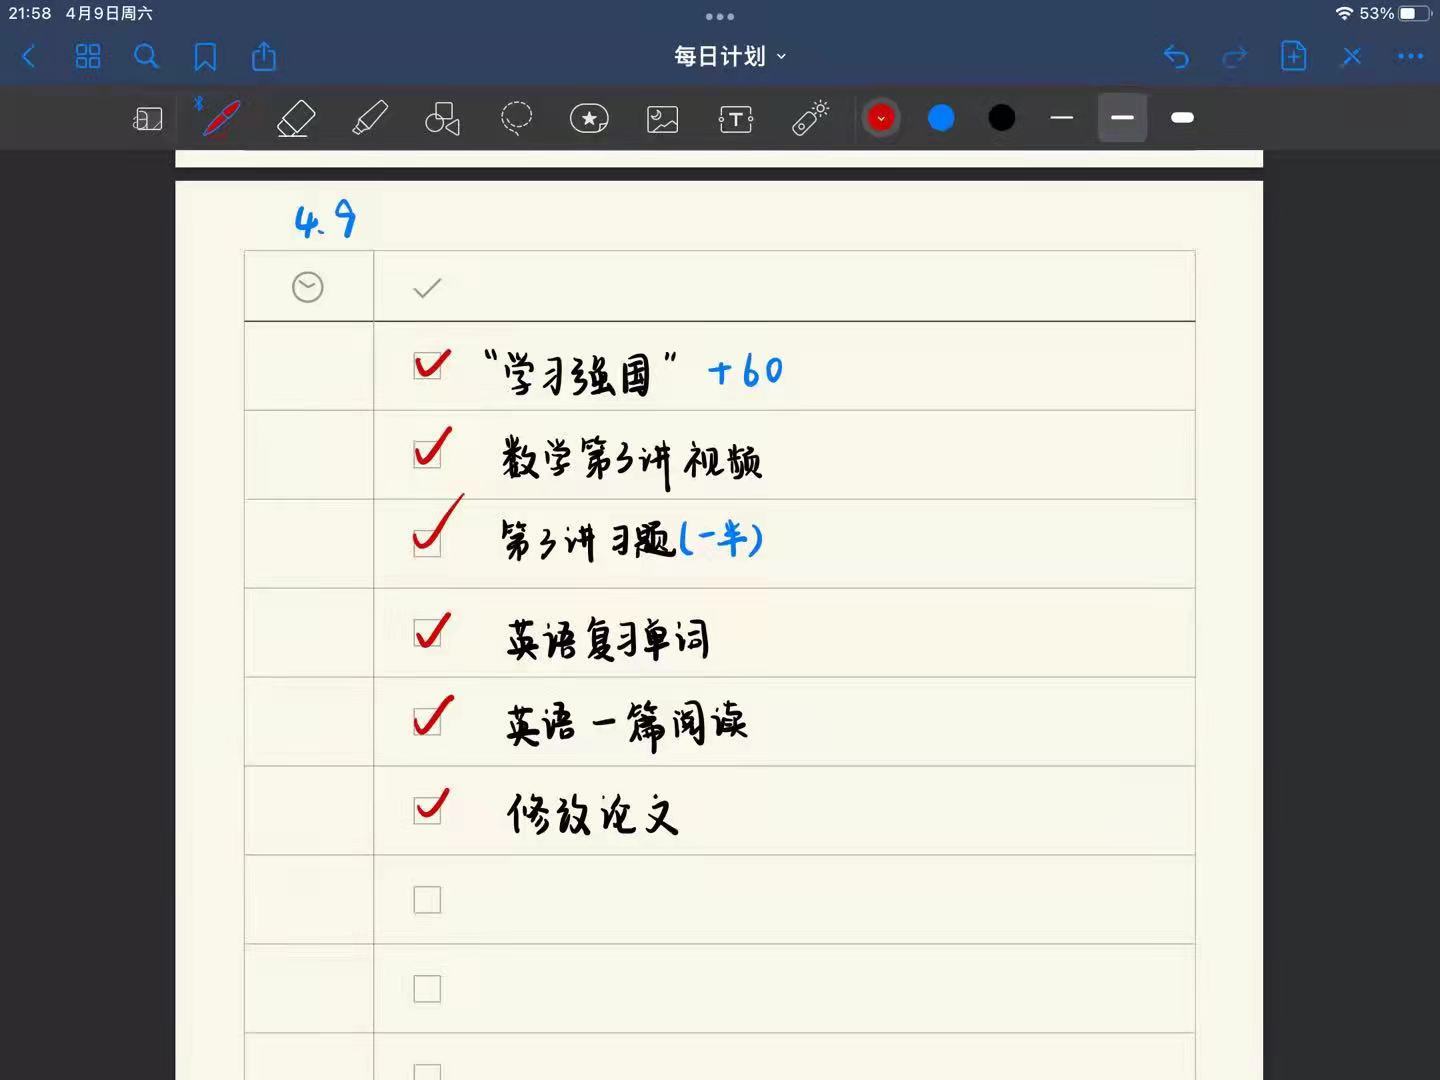 21:58 4月9日周六
53%
每日计划
T
4.9
“学习强国” +60
数学第3讲视频
第3讲习题(一半)
英语复习单词
英语一篇阅读
修改论文